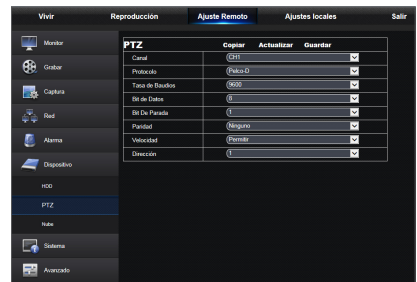 Vivir Reproducción Ajuste Remoto Ajustes locales Salir
Monitor
Grabar
Captura
Red
Alarma
Dispositivo
HDD
PTZ
Nube
Sistema
Avanzado
PTZ Copiar Actualizar Guardar
Canal CH1
Protocolo Pelco-D
Tasa de Baudios 9600
Bit de Datos 8
Bit De Parada 1
Paridad Ninguno
Velocidad Permitir
Dirección 1